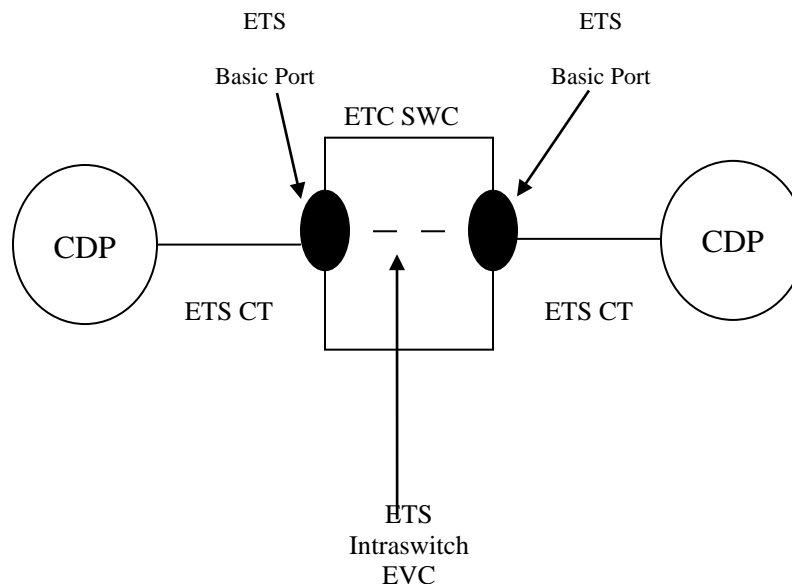 ETS
Basic Port
ETS
Basic Port
ETC SWC
CDP
CDP
ETS CT
ETS CT
ETS
Intraswitch
EVC